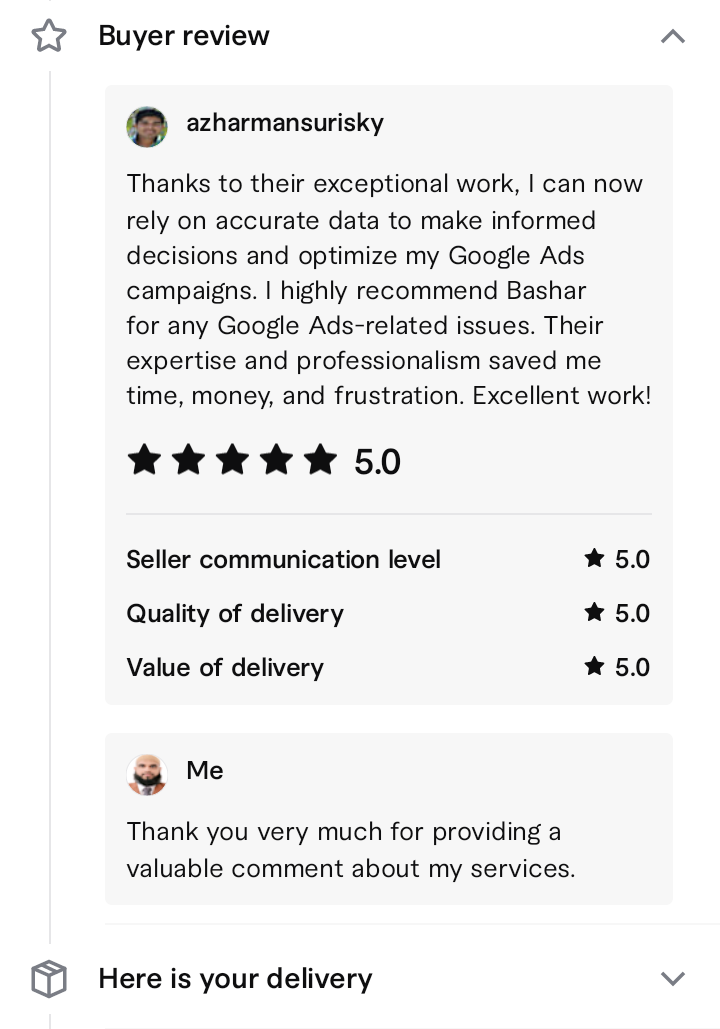 Buyer review
azharmansurisky
Thanks to their exceptional work, I can now
rely on accurate data to make informed
decisions and optimize my Google Ads
campaigns. I highly recommend Bashar
for any Google Ads-related issues. Their
expertise and professionalism saved me
time, money, and frustration. Excellent work!
5.0
Seller communication level 5.0
Quality of delivery 5.0
Value of delivery 5.0
Me
Thank you very much for providing a
valuable comment about my services.
Here is your delivery